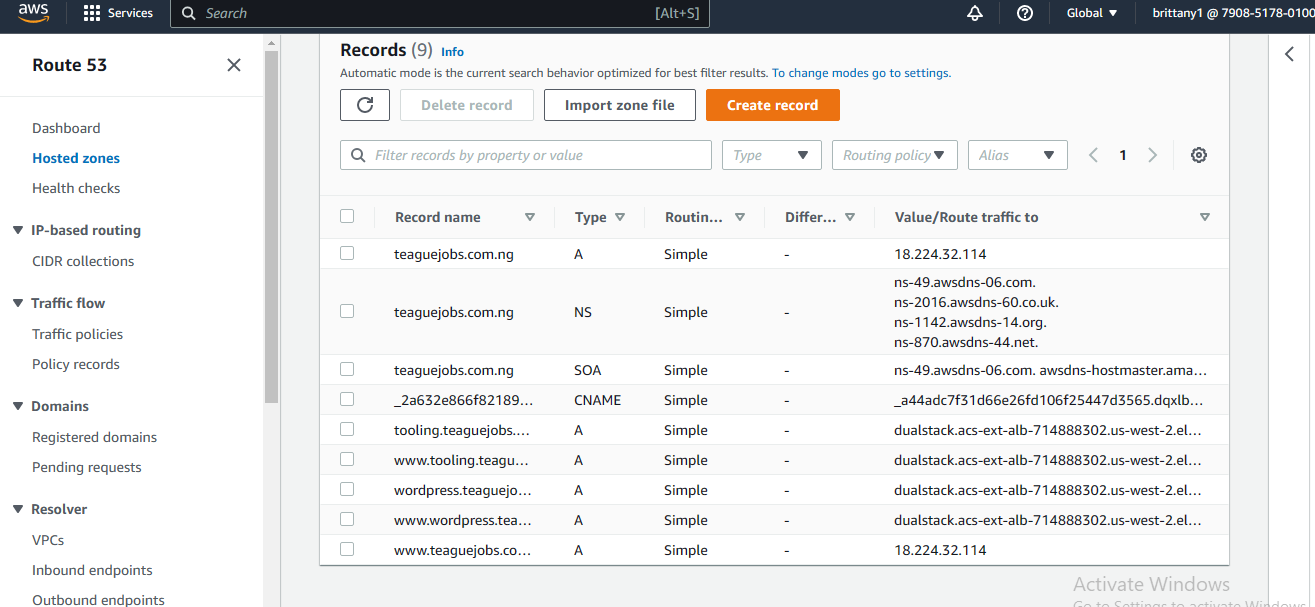 aws
Services
Search
[Alt+S]
Global
brittany1 @ 7908-5178-0100
Route 53
Dashboard
Hosted zones
Health checks
IP-based routing
CIDR collections
Traffic flow
Traffic policies
Policy records
Domains
Registered domains
Pending requests
Resolver
VPCs
Inbound endpoints
Outbound endpoints
Records (9) Info
Automatic mode is the current search behavior optimized for best filter results. To change modes go to settings.
Delete record
Import zone file
Create record
Filter records by property or value
Type
Routing policy
Alias
1
Record name Type Routin... Differ... Value/Route traffic to
teaguejobs.com.ng A Simple - 18.224.32.114
teaguejobs.com.ng NS Simple - ns-49.awsdns-06.com.
ns-2016.awsdns-60.co.uk.
ns-1142.awsdns-14.org.
ns-870.awsdns-44.net.
teaguejobs.com.ng SOA Simple - ns-49.awsdns-06.com. awsdns-hostmaster.ama...
_2a632e866f82189... CNAME Simple - _a44adc7f31d66e26fd106f25447d3565.dqxlb...
tooling.teaguejobs.... A Simple - dualstack.acs-ext-alb-714888302.us-west-2.el...
www.tooling.teagu... A Simple - dualstack.acs-ext-alb-714888302.us-west-2.el...
wordpress.teaguejo... A Simple - dualstack.acs-ext-alb-714888302.us-west-2.el...
www.wordpress.tea... A Simple - dualstack.acs-ext-alb-714888302.us-west-2.el...
www.teaguejobs.co... A Simple - 18.224.32.114
Activate Windows
Go to Settings to activate Windows.